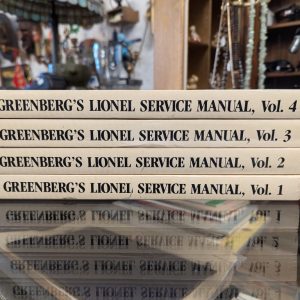 GREENBERG'S LIONEL SERVICE MANUAL, Vol. 4
GREENBERG'S LIONEL SERVICE MANUAL, Vol. 3
GREENBERG'S LIONEL SERVICE MANUAL, Vol. 2
GREENBERG'S LIONEL SERVICE MANUAL, Vol. 1